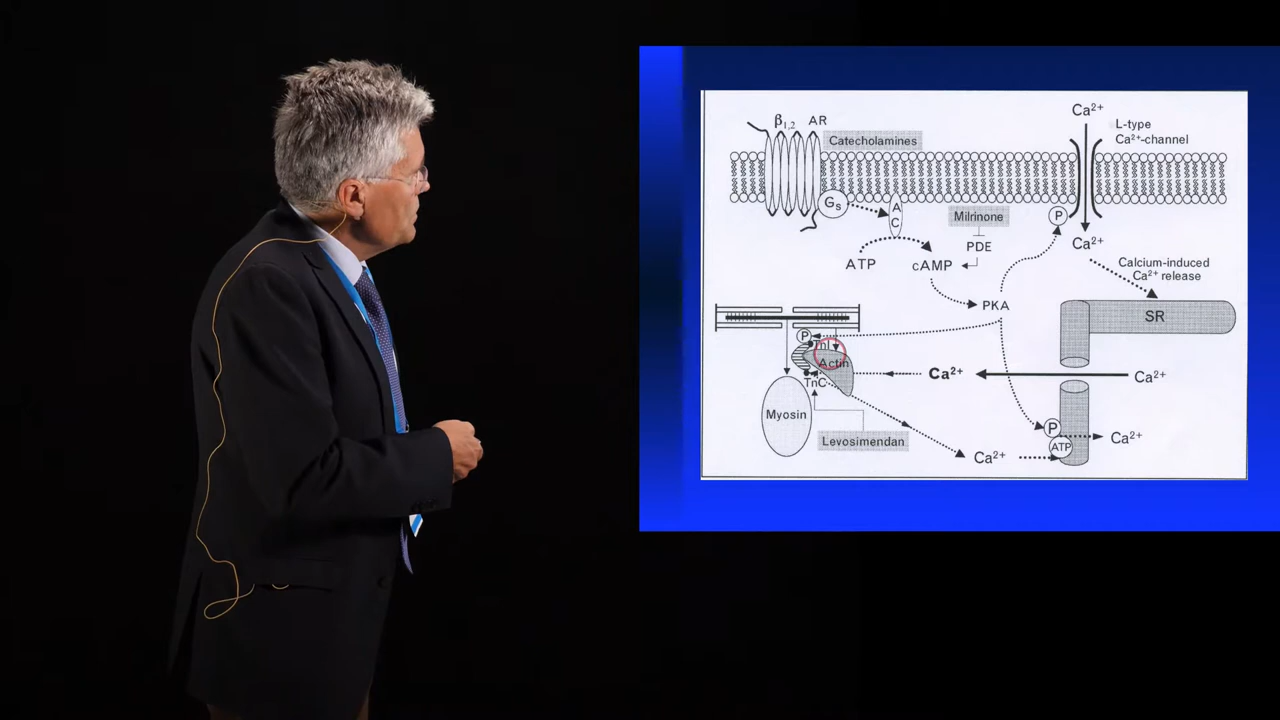 β1,2 AR
Catecholamines
Ca²⁺
L-type
Ca²⁺-channel
Gs
A
C
Milrinone
P
PDE
ATP
cAMP
Ca²⁺
Calcium-induced
Ca²⁺ release
PKA
SR
P
TnI
Actin
Ca²⁺
Ca²⁺
TnC
Myosin
Levosimendan
P
ATP
Ca²⁺
Ca²⁺